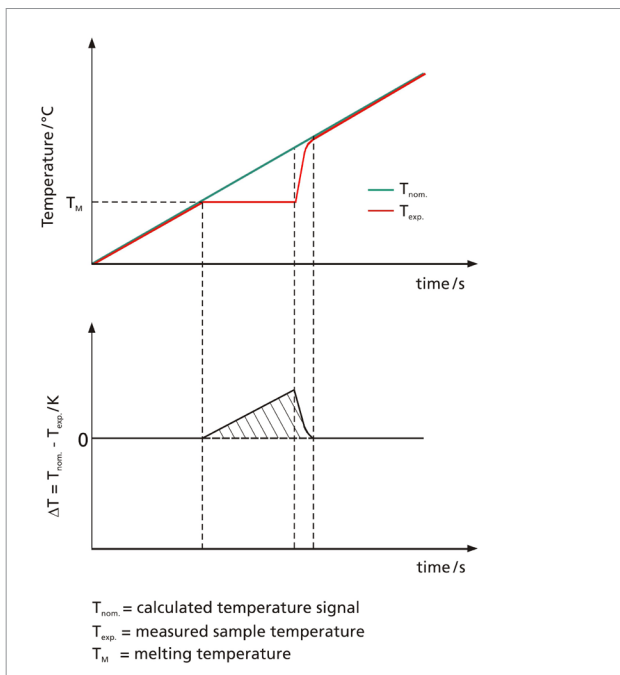 Temperature/°C
T_M
T_nom.
T_exp.
time/s
ΔT = T_nom. - T_exp./K
0
time/s
T_nom. = calculated temperature signal
T_exp. = measured sample temperature
T_M = melting temperature